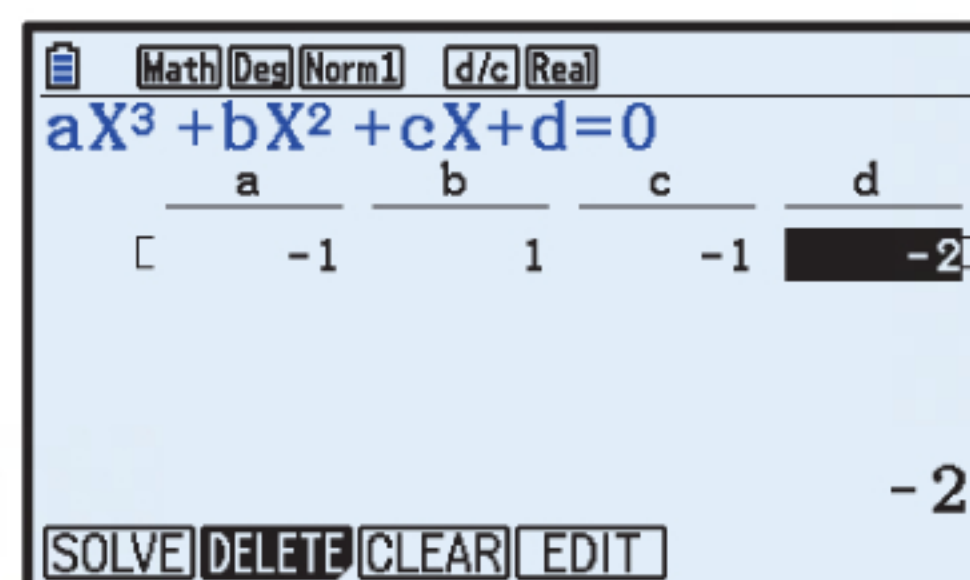 Math Deg Norm1 d/c Real
aX³ +bX² +cX+d=0
a b c d
[ -1 1 -1 -2 ]
-2
SOLVE DELETE CLEAR EDIT